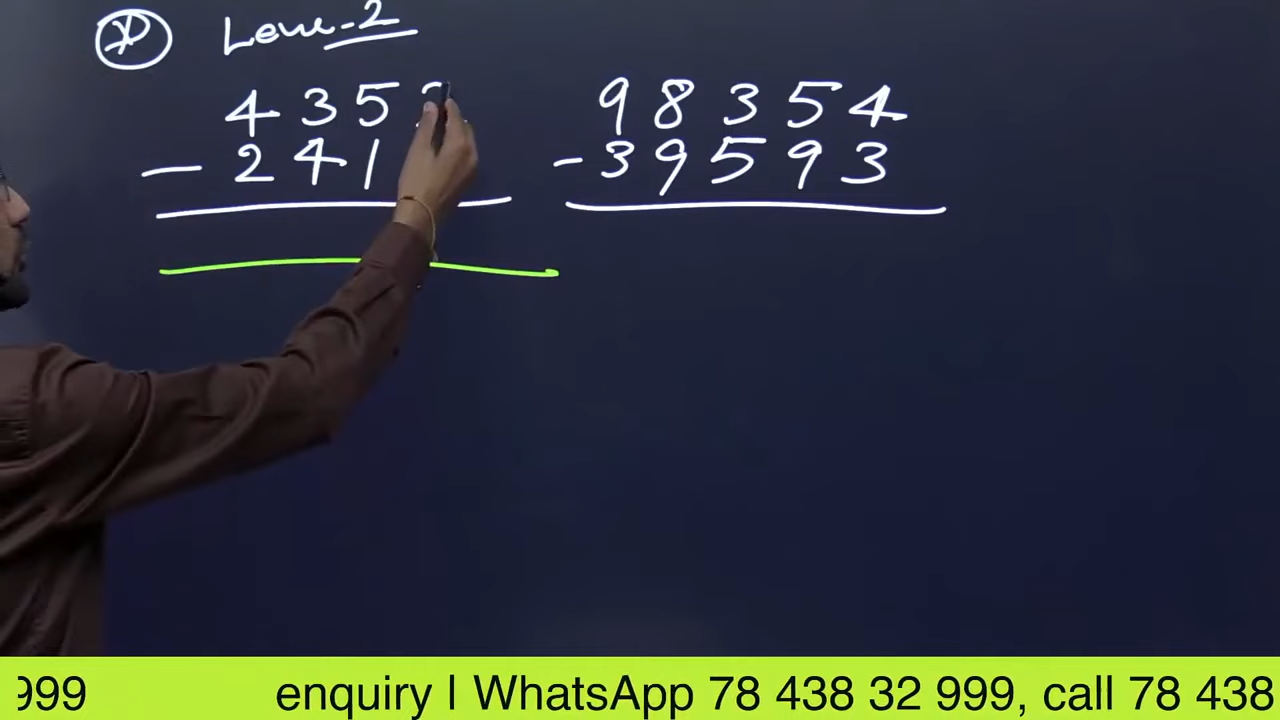 Leve-2
4 3 5
- 2 4 1
9 8 3 5 4
- 3 9 5 9 3
999 enquiry | WhatsApp 78 438 32 999, call 78 438